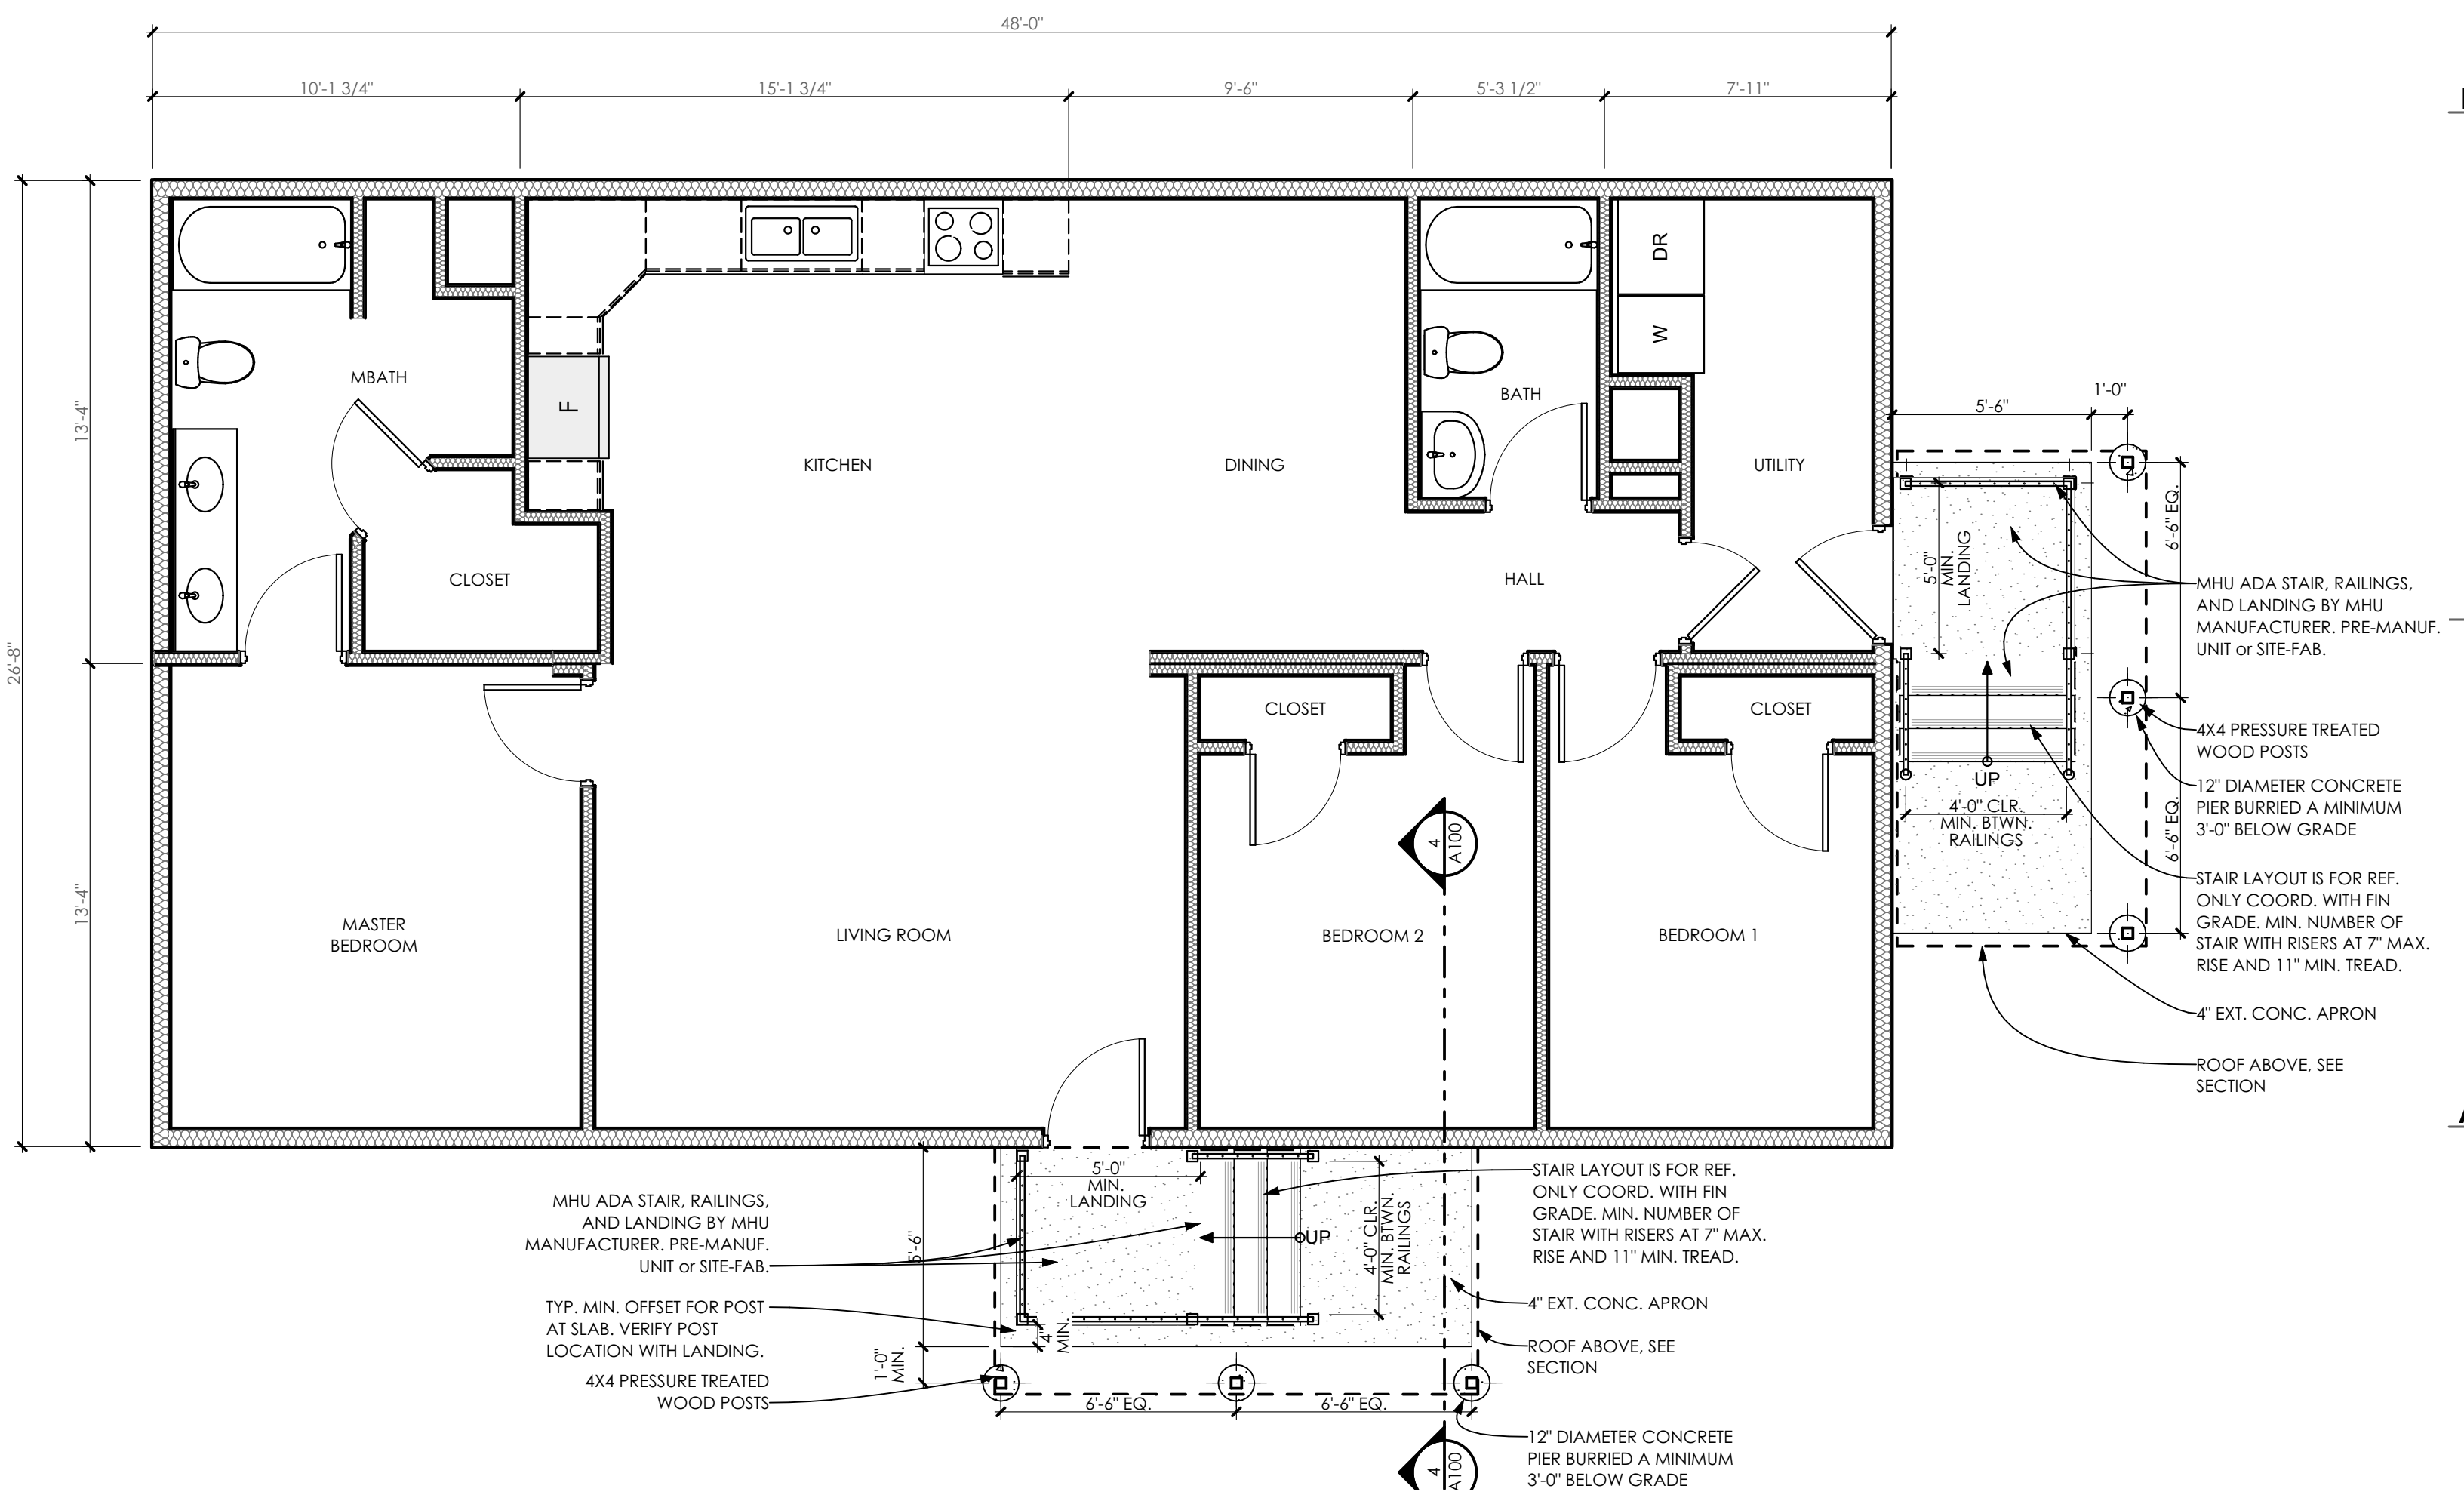 48'-0"
10'-1 3/4"
15'-1 3/4"
9'-6"
5'-3 1/2"
7'-11"
26'-8"
13'-4"
13'-4"
MBATH
F
KITCHEN
DINING
BATH
DR
W
UTILITY
CLOSET
HALL
CLOSET
CLOSET
MASTER
BEDROOM
LIVING ROOM
BEDROOM 2
BEDROOM 1
4
A100
5'-6"
1'-0"
6'-6" EQ.
6'-6" EQ.
5'-0"
MIN.
LANDING
UP
4'-0" CLR.
MIN. BTWN.
RAILINGS
MHU ADA STAIR, RAILINGS,
AND LANDING BY MHU
MANUFACTURER. PRE-MANUF.
UNIT or SITE-FAB.
4X4 PRESSURE TREATED
WOOD POSTS
12" DIAMETER CONCRETE
PIER BURRIED A MINIMUM
3'-0" BELOW GRADE
STAIR LAYOUT IS FOR REF.
ONLY COORD. WITH FIN
GRADE. MIN. NUMBER OF
STAIR WITH RISERS AT 7" MAX.
RISE AND 11" MIN. TREAD.
4" EXT. CONC. APRON
ROOF ABOVE, SEE
SECTION
MHU ADA STAIR, RAILINGS,
AND LANDING BY MHU
MANUFACTURER. PRE-MANUF.
UNIT or SITE-FAB.
TYP. MIN. OFFSET FOR POST
AT SLAB. VERIFY POST
LOCATION WITH LANDING.
4X4 PRESSURE TREATED
WOOD POSTS
5'-6"
1'-0"
MIN.
5'-0"
MIN.
LANDING
4"
MIN.
UP
4'-0" CLR.
MIN. BTWN.
RAILINGS
6'-6" EQ.
6'-6" EQ.
STAIR LAYOUT IS FOR REF.
ONLY COORD. WITH FIN
GRADE. MIN. NUMBER OF
STAIR WITH RISERS AT 7" MAX.
RISE AND 11" MIN. TREAD.
4" EXT. CONC. APRON
ROOF ABOVE, SEE
SECTION
12" DIAMETER CONCRETE
PIER BURRIED A MINIMUM
3'-0" BELOW GRADE
4
A100